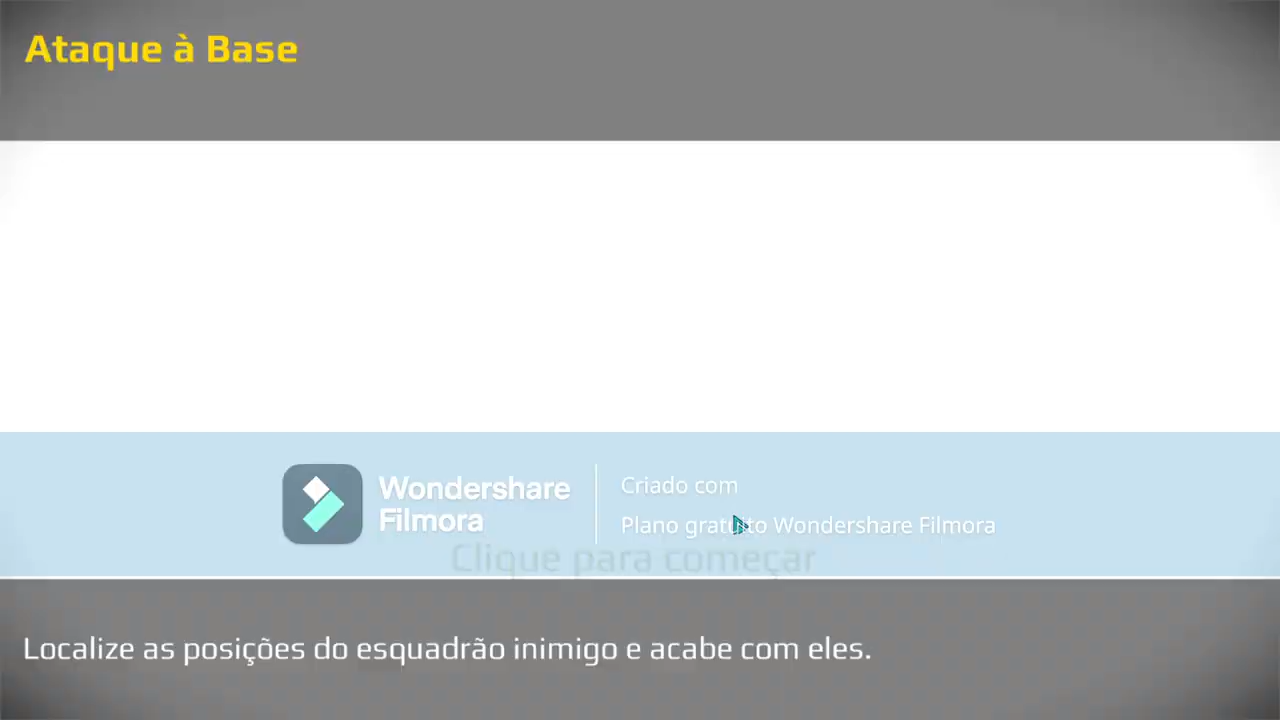 Ataque à Base
Wondershare
Filmora
Criado com
Plano gratuito Wondershare Filmora
Clique para começar
Localize as posições do esquadrão inimigo e acabe com eles.